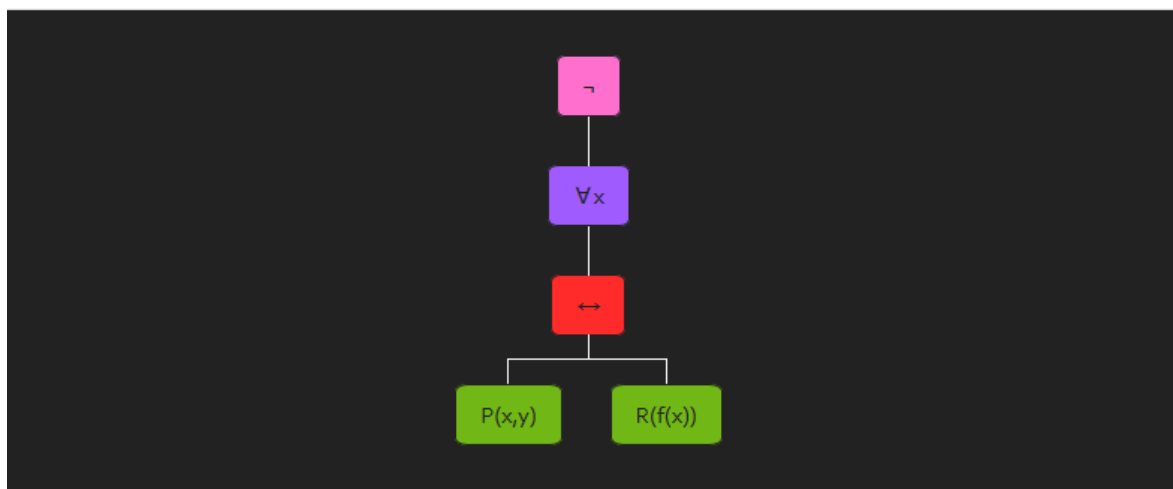 ¬
∀x
↔
P(x,y) R(f(x))